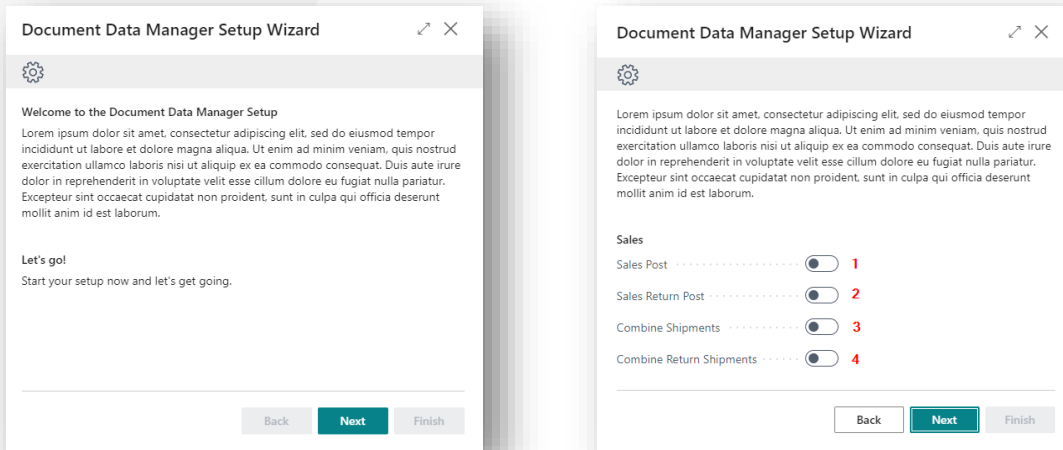 Document Data Manager Setup Wizard
Welcome to the Document Data Manager Setup
Lorem ipsum dolor sit amet, consectetur adipiscing elit, sed do eiusmod tempor
incididunt ut labore et dolore magna aliqua. Ut enim ad minim veniam, quis nostrud
exercitation ullamco laboris nisi ut aliquip ex ea commodo consequat. Duis aute irure
dolor in reprehenderit in voluptate velit esse cillum dolore eu fugiat nulla pariatur.
Excepteur sint occaecat cupidatat non proident, sunt in culpa qui officia deserunt
mollit anim id est laborum.
Let's go!
Start your setup now and let's get going.
Back Next Finish
Document Data Manager Setup Wizard
Lorem ipsum dolor sit amet, consectetur adipiscing elit, sed do eiusmod tempor
incididunt ut labore et dolore magna aliqua. Ut enim ad minim veniam, quis nostrud
exercitation ullamco laboris nisi ut aliquip ex ea commodo consequat. Duis aute irure
dolor in reprehenderit in voluptate velit esse cillum dolore eu fugiat nulla pariatur.
Excepteur sint occaecat cupidatat non proident, sunt in culpa qui officia deserunt
mollit anim id est laborum.
Sales
Sales Post 1
Sales Return Post 2
Combine Shipments 3
Combine Return Shipments 4
Back Next Finish